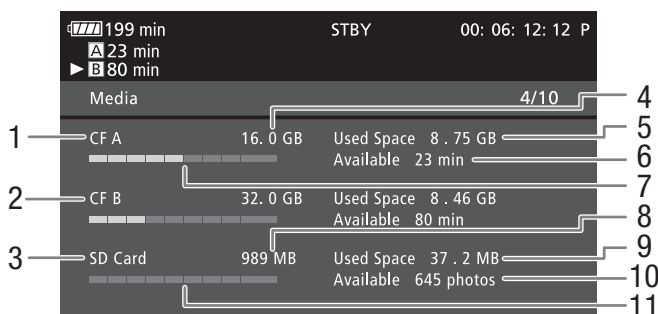 199 min STBY 00: 06: 12: 12 P
A 23 min
B 80 min
Media 4/10
4
1 CF A 16. 0 GB Used Space 8 . 75 GB 5
Available 23 min 6
7
2 CF B 32. 0 GB Used Space 8 . 46 GB
Available 80 min 8
3 SD Card 989 MB Used Space 37 . 2 MB 9
Available 645 photos 10
11